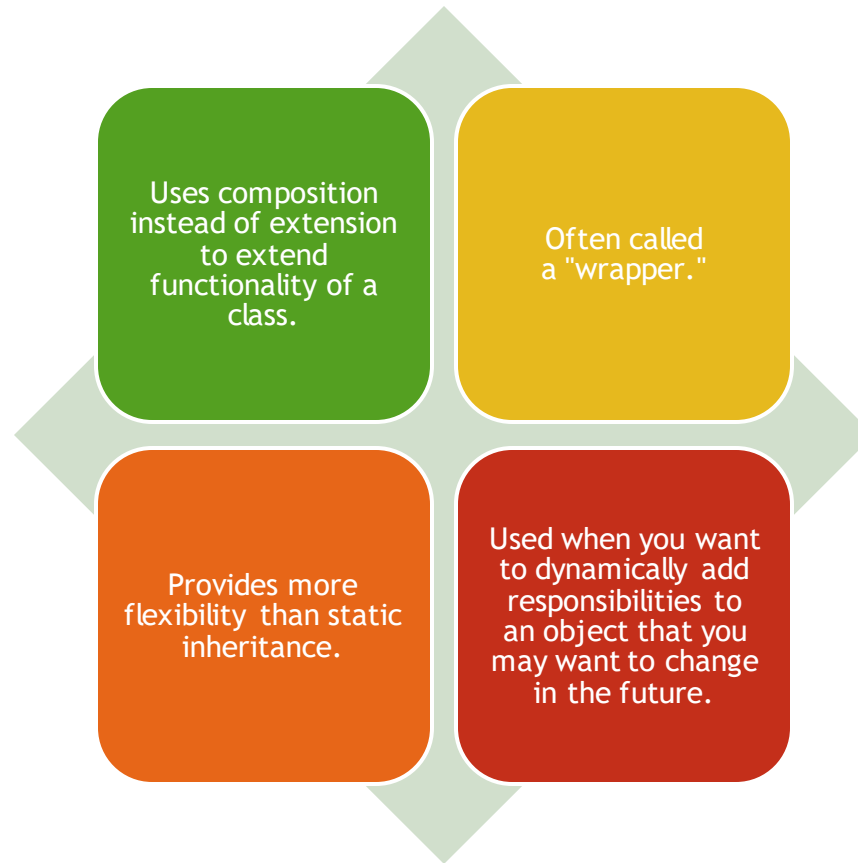 Uses composition
instead of extension
to extend
functionality of a
class.
Often called
a "wrapper."
Provides more
flexibility than static
inheritance.
Used when you want
to dynamically add
responsibilities to
an object that you
may want to change
in the future.